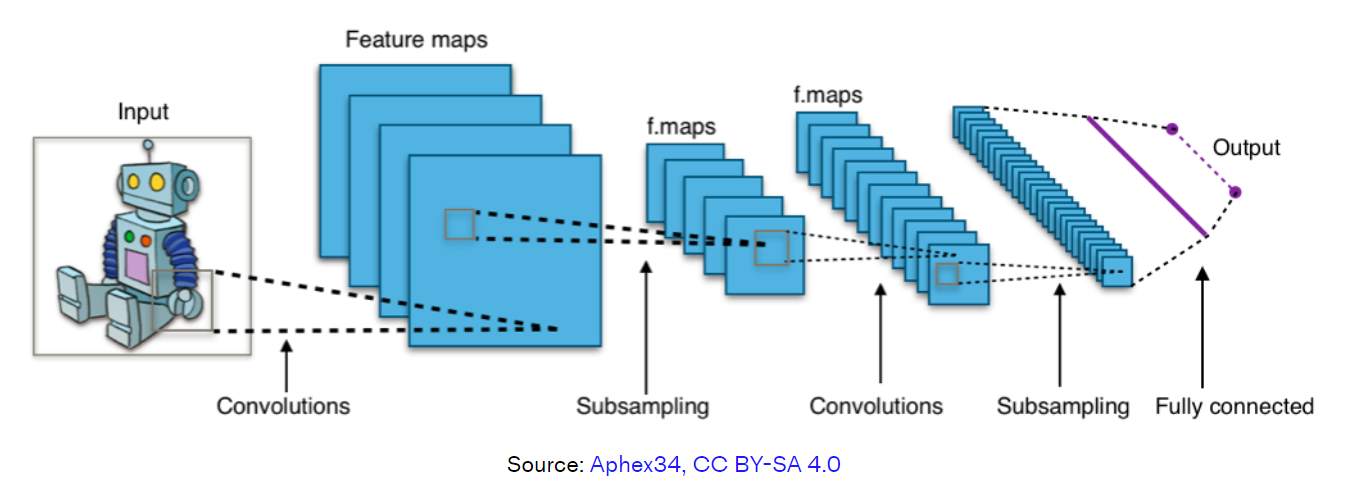 Feature maps
Input
f.maps
f.maps
Output
Convolutions
Subsampling
Convolutions
Subsampling
Fully connected
Source: Aphex34, CC BY-SA 4.0